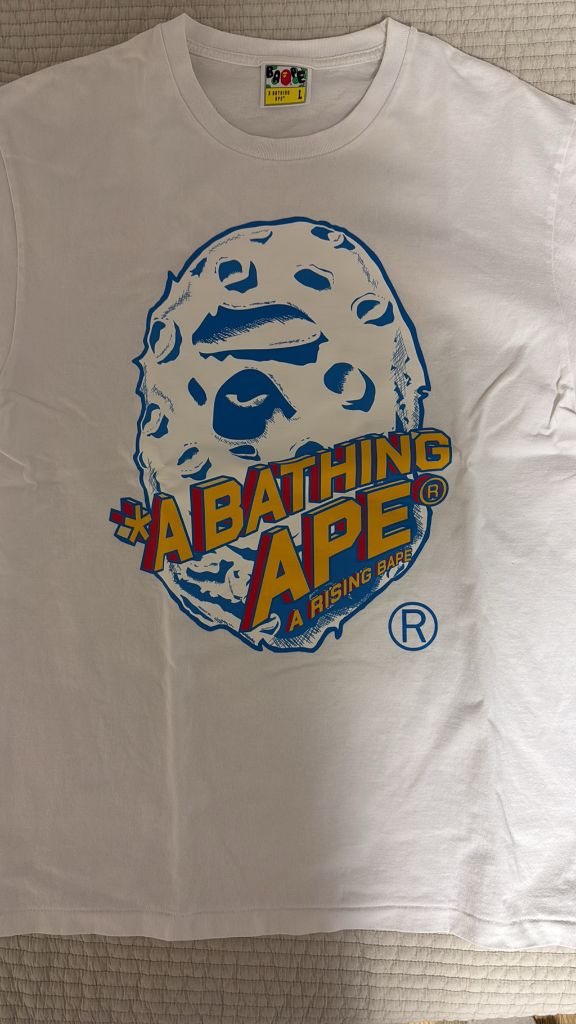 BAPE
A BATHING
APE® L
*A BATHING
APE®
A RISING BAPE
®